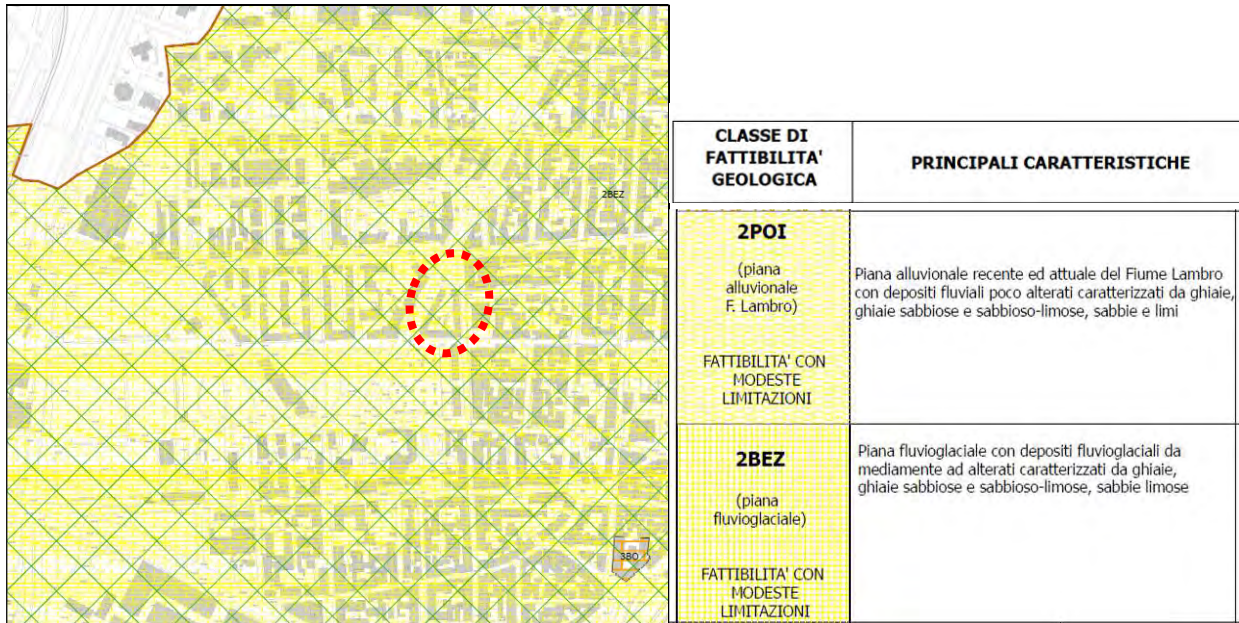 2BEZ
3BO
CLASSE DI
FATTIBILITA'
GEOLOGICA
PRINCIPALI CARATTERISTICHE
2POI
(piana
alluvionale
F. Lambro)
FATTIBILITA' CON
MODESTE
LIMITAZIONI
Piana alluvionale recente ed attuale del Fiume Lambro
con depositi fluviali poco alterati caratterizzati da ghiaie,
ghiaie sabbiose e sabbioso-limose, sabbie e limi
2BEZ
(piana
fluvioglaciale)
FATTIBILITA' CON
MODESTE
LIMITAZIONI
Piana fluvioglaciale con depositi fluvioglaciali da
mediamente ad alterati caratterizzati da ghiaie,
ghiaie sabbiose e sabbioso-limose, sabbie limose